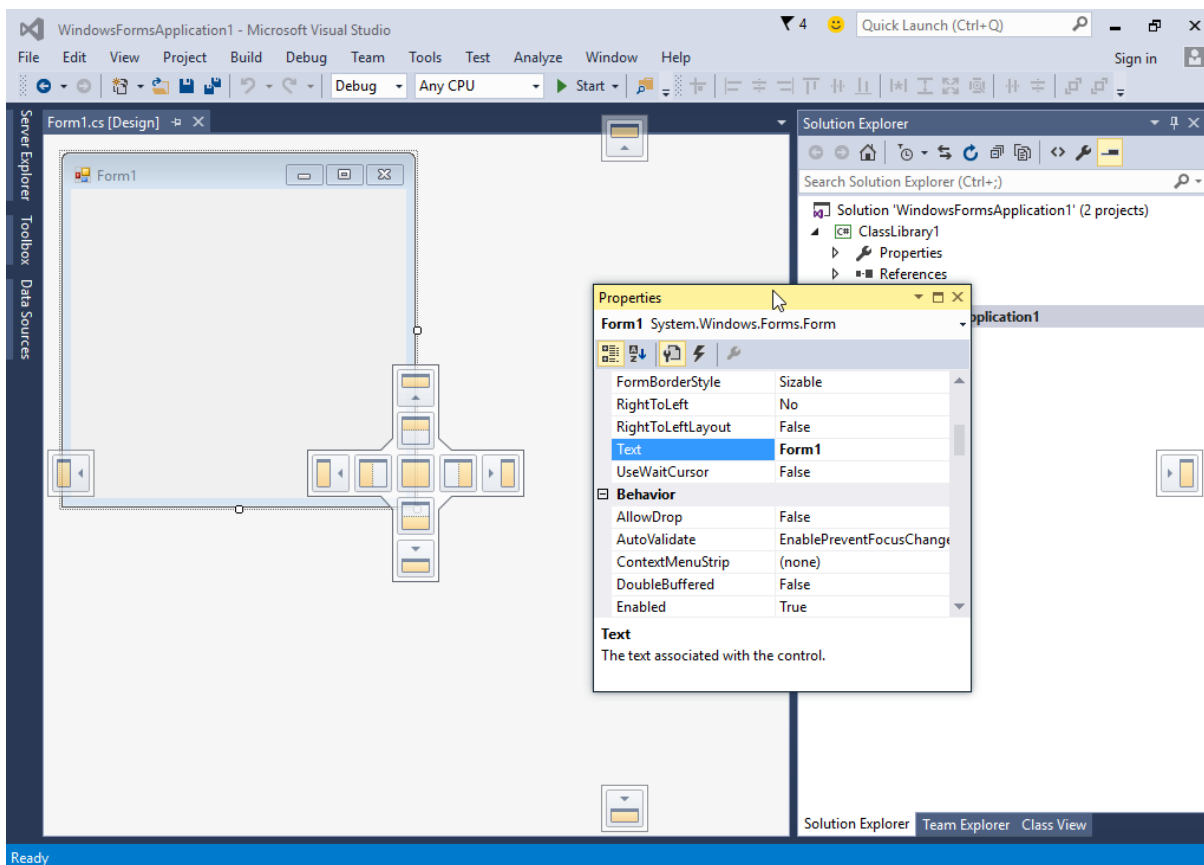 WindowsFormsApplication1 - Microsoft Visual Studio
4
Quick Launch (Ctrl+Q)
File Edit View Project Build Debug Team Tools Test Analyze Window Help
Sign in
Debug Any CPU Start
Server Explorer
Toolbox
Data Sources
Form1.cs [Design]
Form1
Solution Explorer
Search Solution Explorer (Ctrl+;)
Solution 'WindowsFormsApplication1' (2 projects)
C# ClassLibrary1
Properties
References
Properties
Form1 System.Windows.Forms.Form
FormBorderStyle Sizable
RightToLeft No
RightToLeftLayout False
Text Form1
UseWaitCursor False
Behavior
AllowDrop False
AutoValidate EnablePreventFocusChange
ContextMenuStrip (none)
DoubleBuffered False
Enabled True
Text
The text associated with the control.
Solution Explorer Team Explorer Class View
Ready